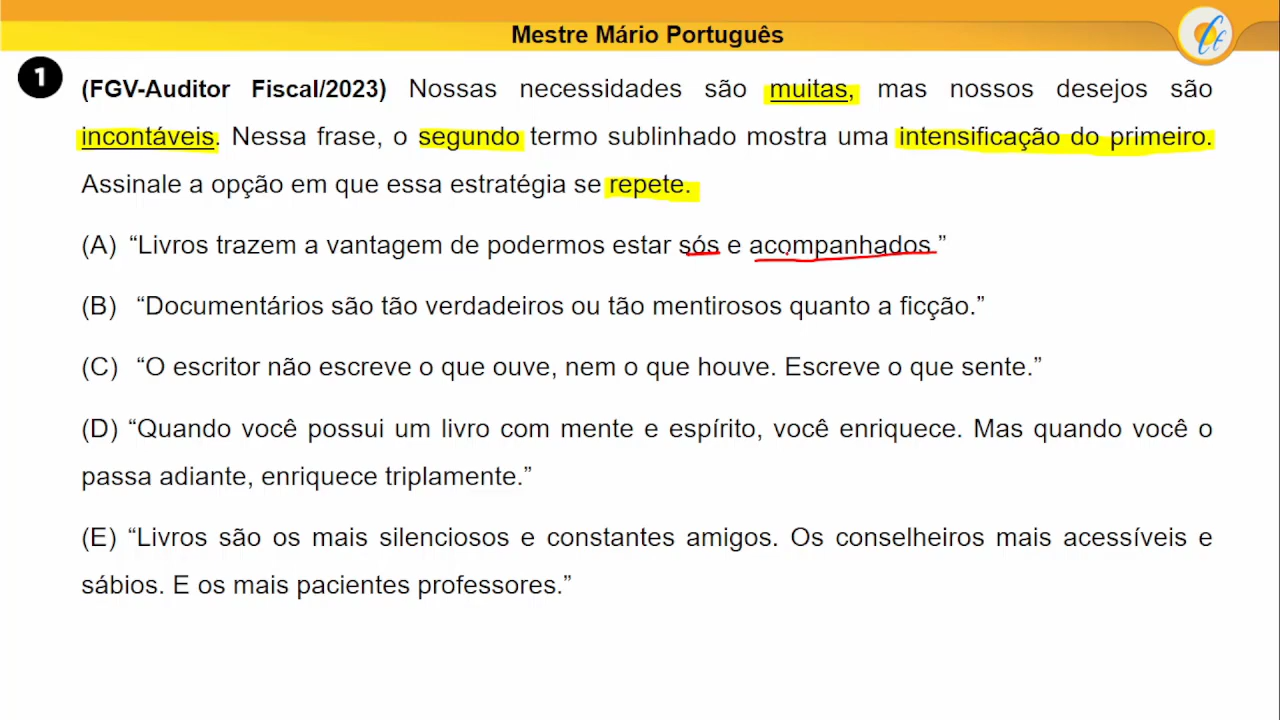 Mestre Mário Português
1
(FGV-Auditor Fiscal/2023) Nossas necessidades são muitas, mas nossos desejos são
incontáveis. Nessa frase, o segundo termo sublinhado mostra uma intensificação do primeiro.
Assinale a opção em que essa estratégia se repete.
(A) “Livros trazem a vantagem de podermos estar sós e acompanhados.”
(B) “Documentários são tão verdadeiros ou tão mentirosos quanto a ficção.”
(C) “O escritor não escreve o que ouve, nem o que houve. Escreve o que sente.”
(D) “Quando você possui um livro com mente e espírito, você enriquece. Mas quando você o
passa adiante, enriquece triplamente.”
(E) “Livros são os mais silenciosos e constantes amigos. Os conselheiros mais acessíveis e
sábios. E os mais pacientes professores.”